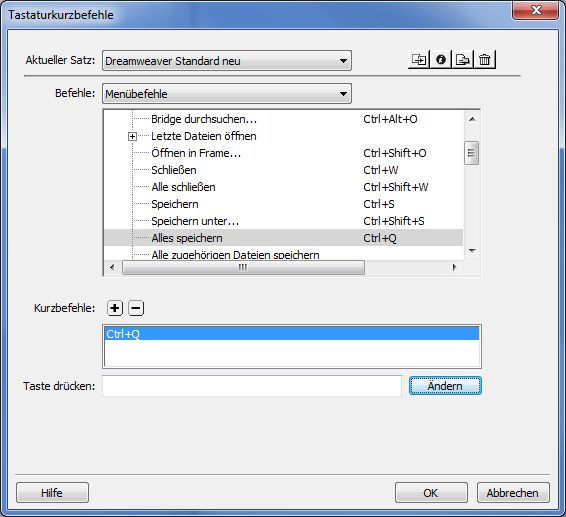 Tastaturkurzbefehle
Aktueller Satz: Dreamweaver Standard neu
Befehle: Menübefehle
Bridge durchsuchen... Ctrl+Alt+O
Letzte Dateien öffnen
Öffnen in Frame... Ctrl+Shift+O
Schließen Ctrl+W
Alle schließen Ctrl+Shift+W
Speichern Ctrl+S
Speichern unter... Ctrl+Shift+S
Alles speichern Ctrl+Q
Alle zugehörigen Dateien speichern
Kurzbefehle:
Ctrl+Q
Taste drücken: Ändern
Hilfe OK Abbrechen